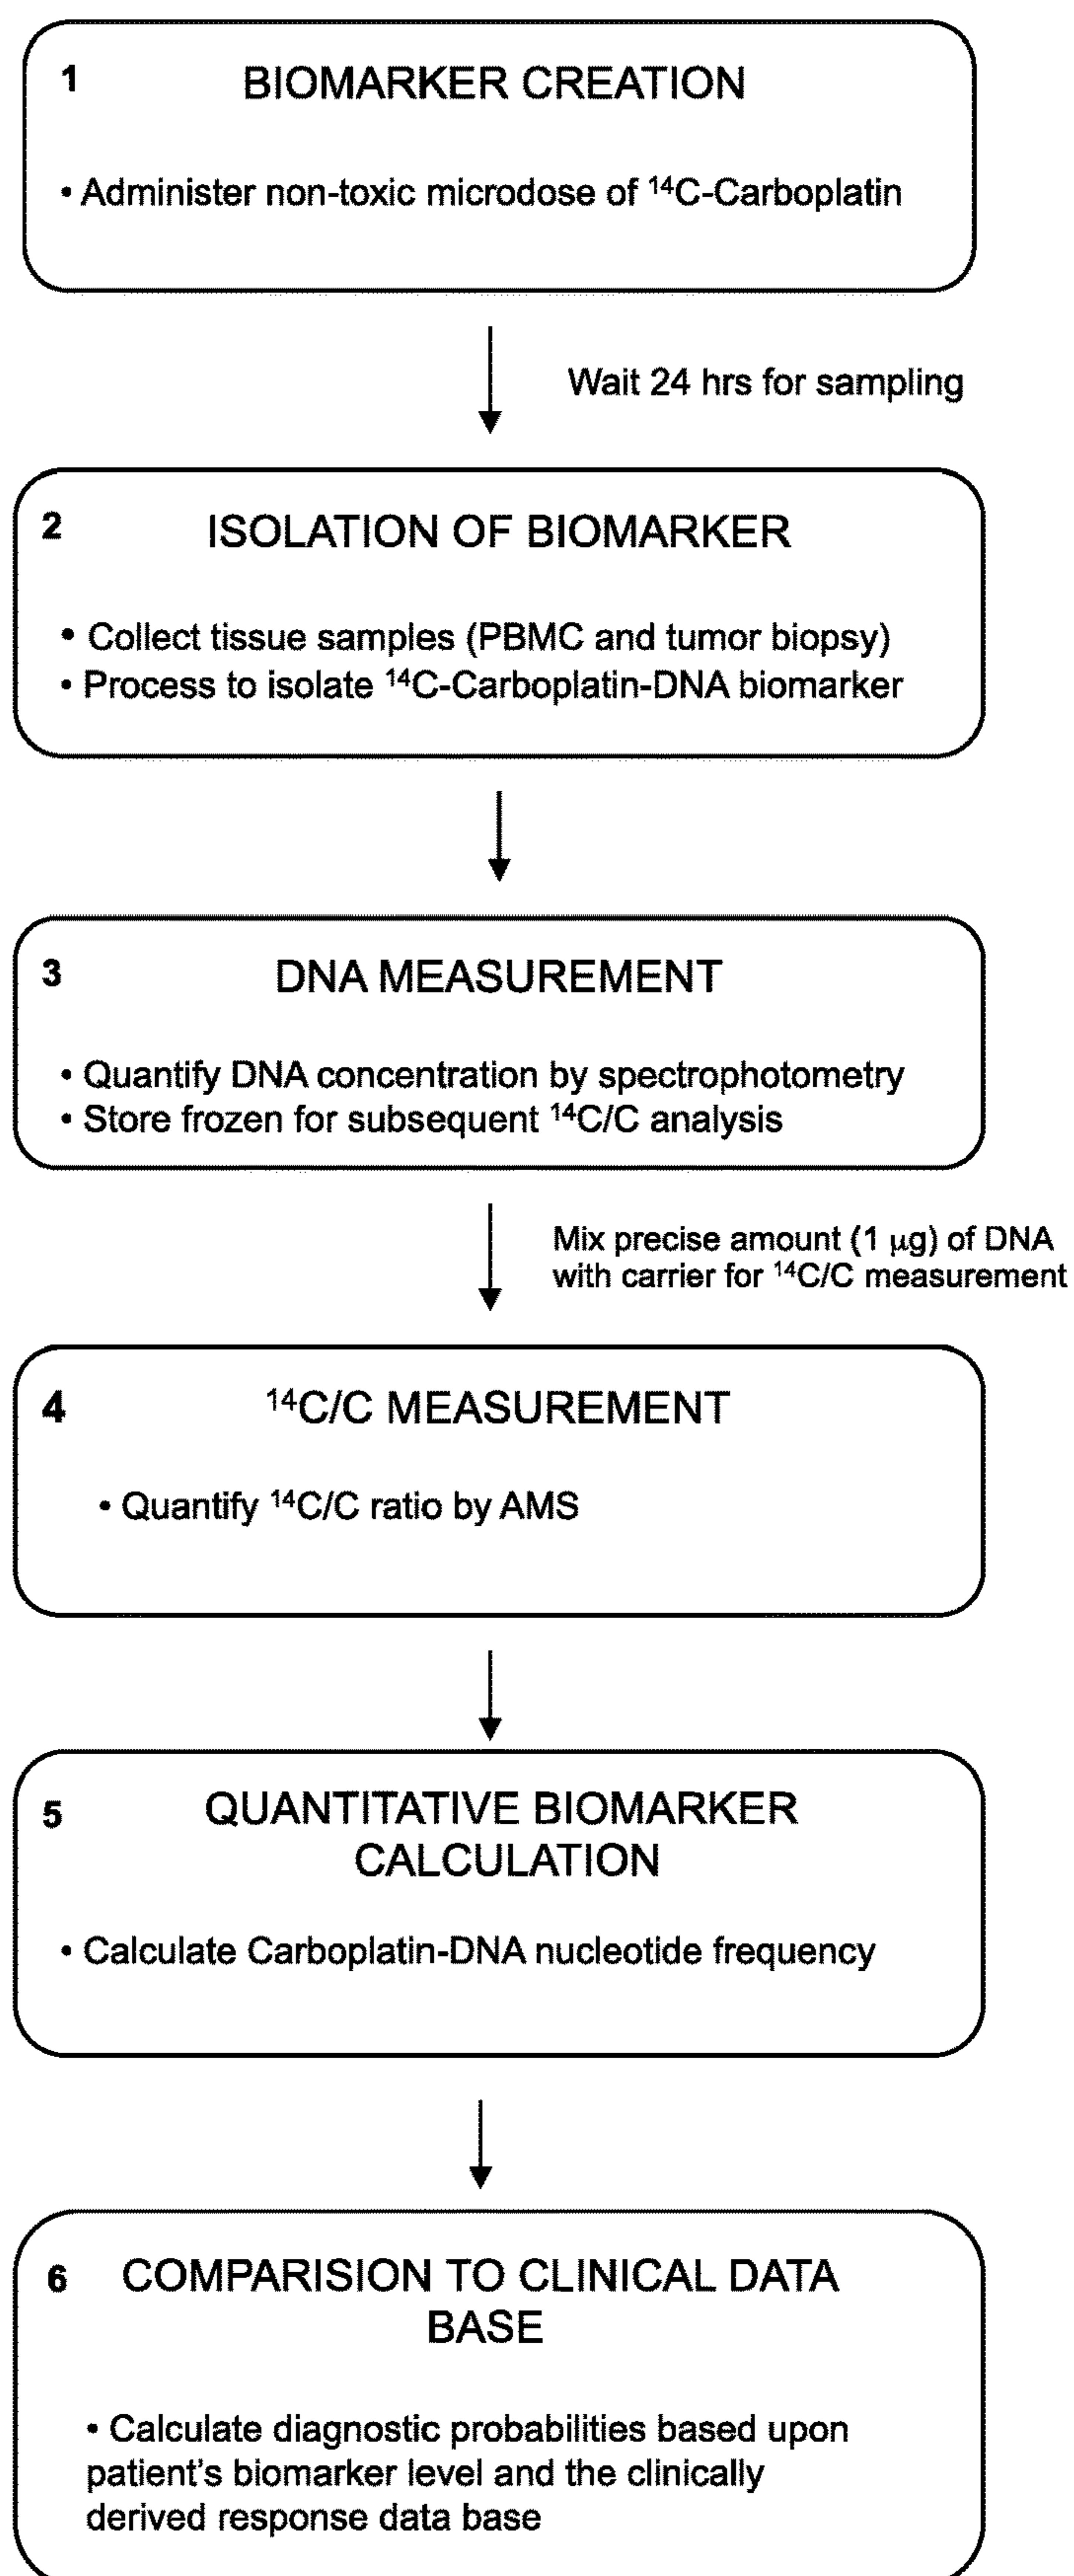 1 BIOMARKER CREATION
• Administer non-toxic microdose of ¹⁴C-Carboplatin
Wait 24 hrs for sampling
2 ISOLATION OF BIOMARKER
• Collect tissue samples (PBMC and tumor biopsy)
• Process to isolate ¹⁴C-Carboplatin-DNA biomarker
3 DNA MEASUREMENT
• Quantify DNA concentration by spectrophotometry
• Store frozen for subsequent ¹⁴C/C analysis
Mix precise amount (1 μg) of DNA
with carrier for ¹⁴C/C measurement
4 ¹⁴C/C MEASUREMENT
• Quantify ¹⁴C/C ratio by AMS
5 QUANTITATIVE BIOMARKER
CALCULATION
• Calculate Carboplatin-DNA nucleotide frequency
6 COMPARISION TO CLINICAL DATA
BASE
• Calculate diagnostic probabilities based upon
patient's biomarker level and the clinically
derived response data base